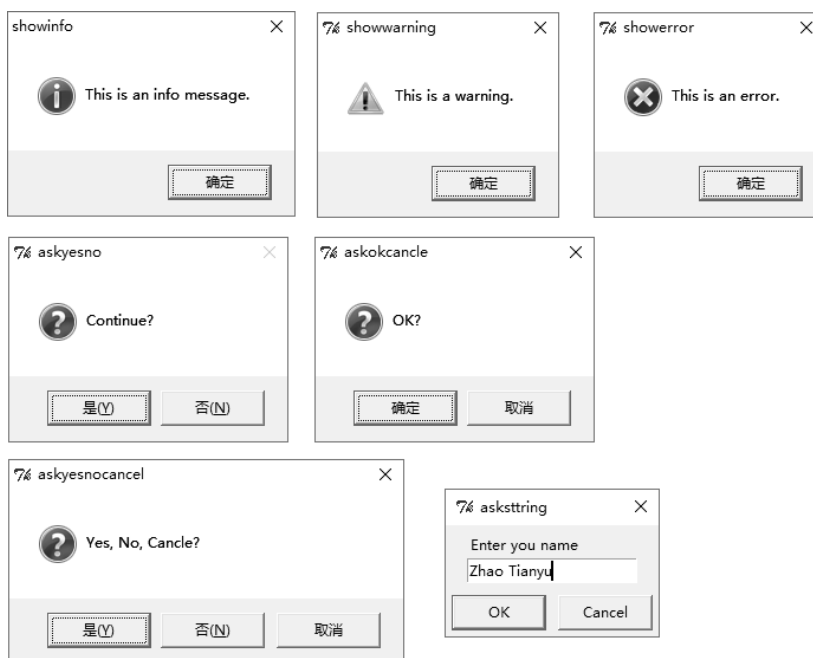 showinfo
This is an info message.
确定
showwarning
This is a warning.
确定
showerror
This is an error.
确定
askyesno
Continue?
是(Y)
否(N)
askokcancle
OK?
确定
取消
askyesnocancel
Yes, No, Cancle?
是(Y)
否(N)
取消
asksttring
Enter you name
Zhao Tianyu
OK
Cancel